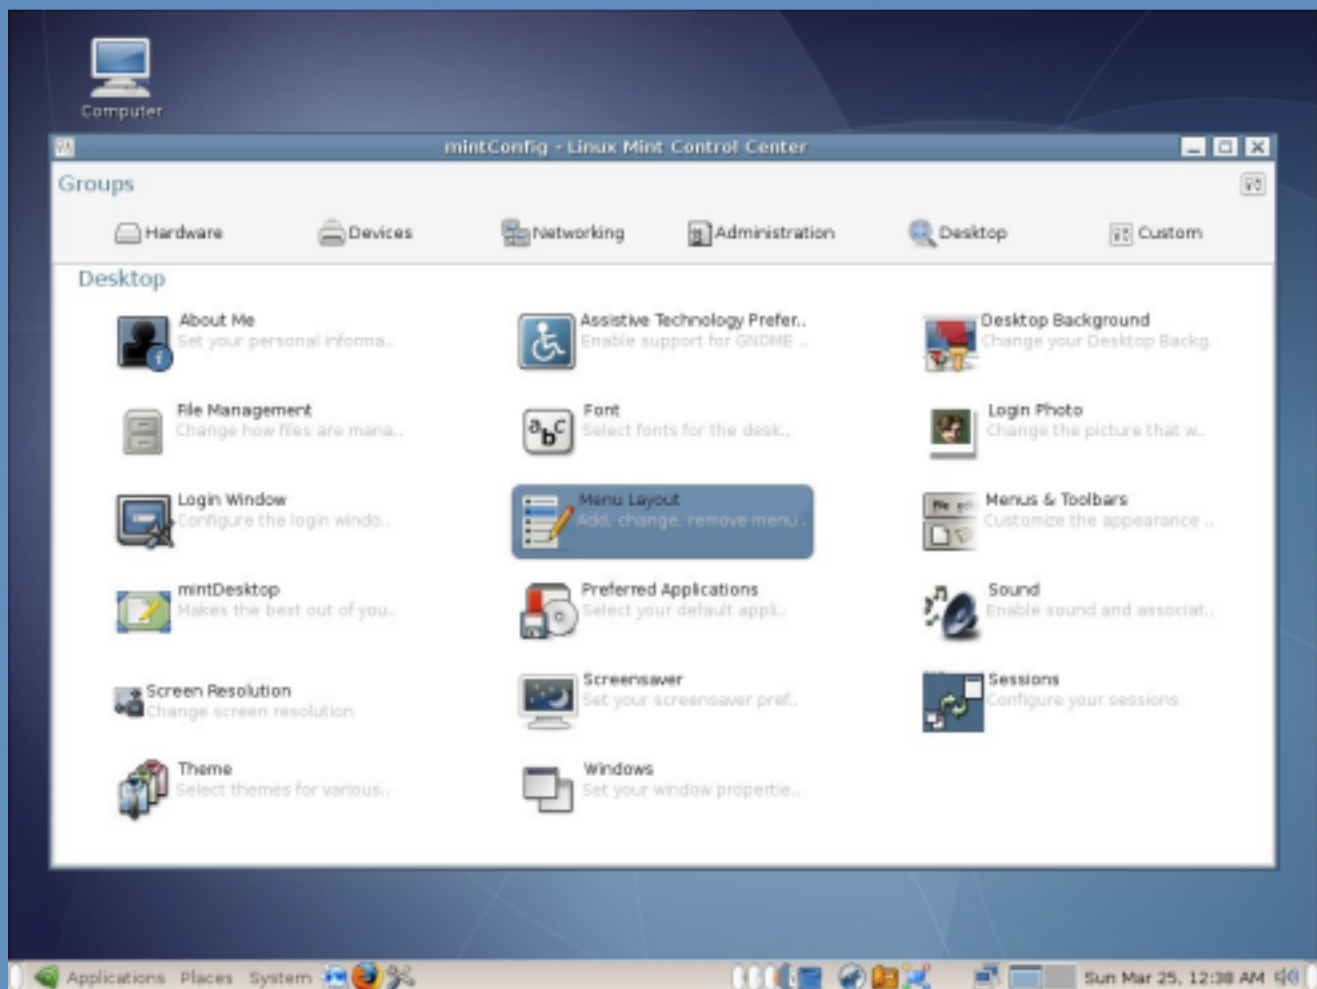 Computer
mintConfig - Linux Mint Control Center
Groups
Hardware Devices Networking Administration Desktop Custom
Desktop
About Me
Set your personal informa..
Assistive Technology Prefer..
Enable support for GNOME ..
Desktop Background
Change your Desktop Backg.
File Management
Change how files are mana..
Font
Select fonts for the desk..
Login Photo
Change the picture that w..
Login Window
Configure the login windo..
Menu Layout
Add, change, remove menu .
Menus & Toolbars
Customize the appearance ..
mintDesktop
Makes the best out of you..
Preferred Applications
Select your default appli..
Sound
Enable sound and associat..
Screen Resolution
Change screen resolution
Screensaver
Set your screensaver pref..
Sessions
Configure your sessions
Theme
Select themes for various..
Windows
Set your window propertie..
Applications Places System Sun Mar 25, 12:38 AM